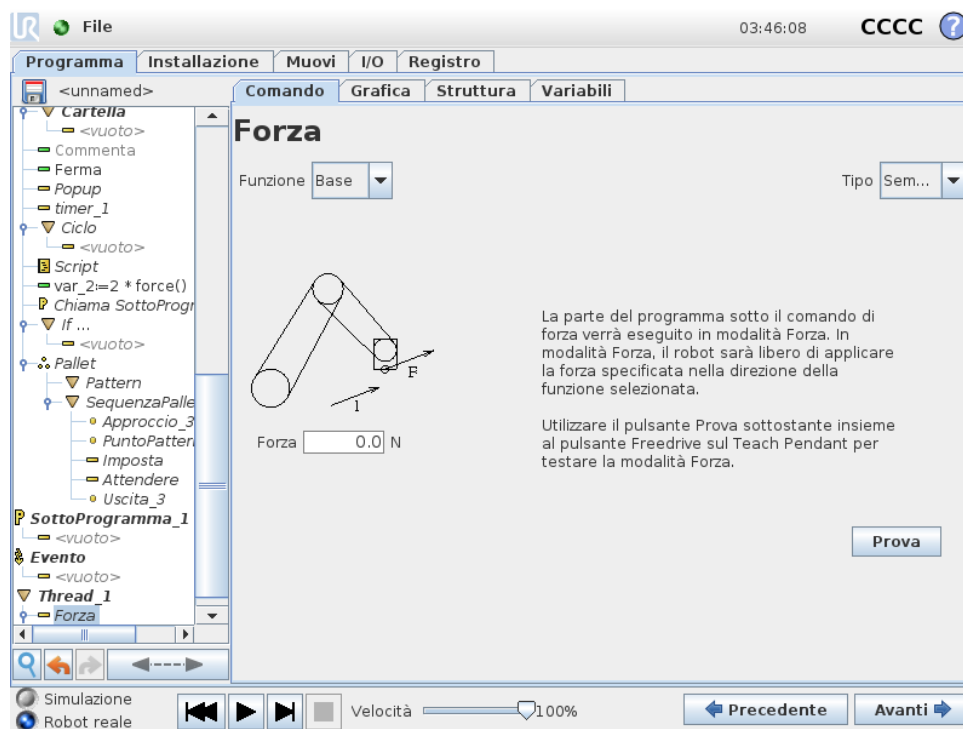 File
03:46:08
CCCC
?
Programma Installazione Muovi I/O Registro
<unnamed>
Comando Grafica Struttura Variabili
Cartella
<vuoto>
Commenta
Ferma
Popup
timer_1
Ciclo
<vuoto>
Script
var_2:=2 * force()
P Chiama SottoProgr
If ...
<vuoto>
Pallet
Pattern
SequenzaPalle
Approccio_3
PuntoPatteri
Imposta
Attendere
Uscita_3
P SottoProgramma_1
<vuoto>
Evento
<vuoto>
Thread_1
Forza
Forza
Funzione Base
Tipo Sem...
F
1
Forza 0.0 N
La parte del programma sotto il comando di
forza verrà eseguito in modalità Forza. In
modalità Forza, il robot sarà libero di applicare
la forza specificata nella direzione della
funzione selezionata.
Utilizzare il pulsante Prova sottostante insieme
al pulsante Freedrive sul Teach Pendant per
testare la modalità Forza.
Prova
Simulazione
Robot reale
Velocità 100%
Precedente
Avanti